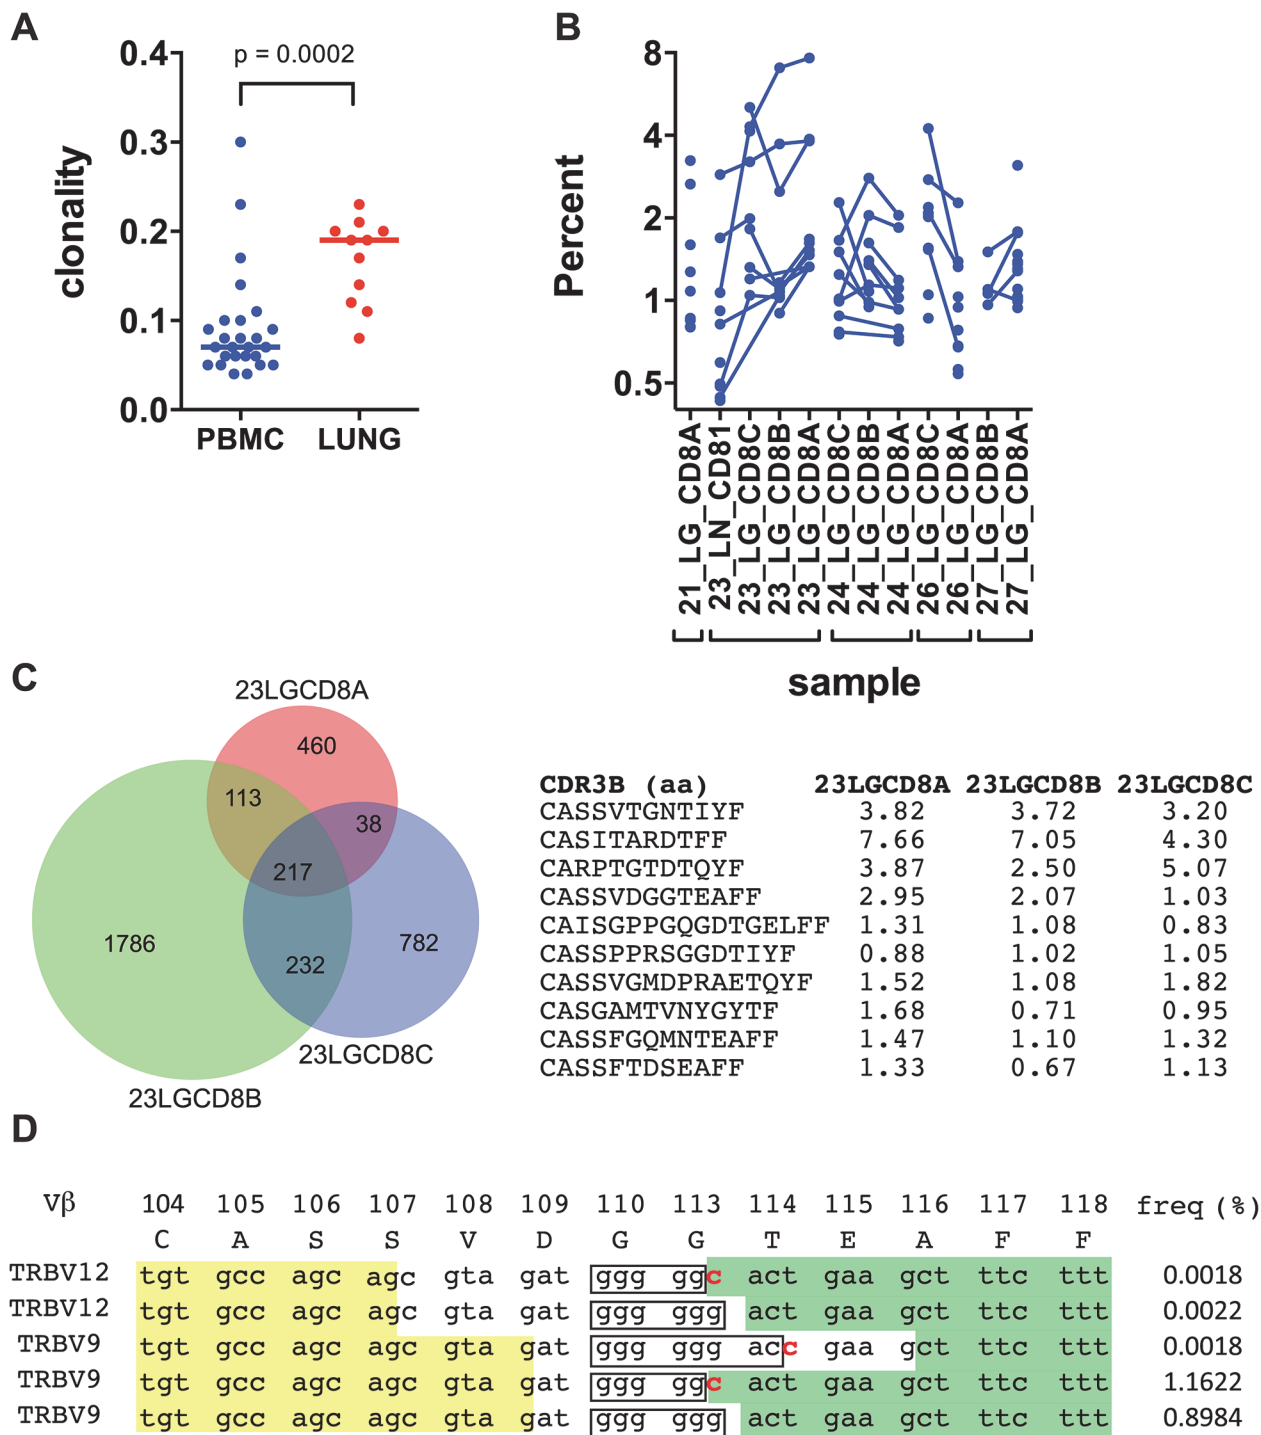 A
p = 0.0002
clonality
0.4
0.3
0.2
0.1
0.0
PBMC LUNG
B
Percent
8
4
2
1
0.5
21_LG_CD8A
23_LN_CD81
23_LG_CD8C
23_LG_CD8B
23_LG_CD8A
24_LG_CD8C
24_LG_CD8B
24_LG_CD8A
26_LG_CD8C
26_LG_CD8A
27_LG_CD8B
27_LG_CD8A
sample
C
23LGCD8A
460
113
38
217
1786
782
232
23LGCD8C
23LGCD8B
CDR3B (aa) 23LGCD8A 23LGCD8B 23LGCD8C
CASSVTGNTIYF 3.82 3.72 3.20
CASITARDTFF 7.66 7.05 4.30
CARPTGTDTQYF 3.87 2.50 5.07
CASSVDGGTEAFF 2.95 2.07 1.03
CAISGPPGQGDTGELFF 1.31 1.08 0.83
CASSPPRSGGDTIYF 0.88 1.02 1.05
CASSVGMDPRAETQYF 1.52 1.08 1.82
CASGAMTVNYGYTF 1.68 0.71 0.95
CASSFGQMNTEAFF 1.47 1.10 1.32
CASSFTDSEAFF 1.33 0.67 1.13
D
Vβ 104 105 106 107 108 109 110 113 114 115 116 117 118 freq (%)
C A S S V D G G T E A F F
TRBV12 tgt gcc agc agc gta gat ggg ggc act gaa gct ttc ttt 0.0018
TRBV12 tgt gcc agc agc gta gat ggg ggg act gaa gct ttc ttt 0.0022
TRBV9 tgt gcc agc agc gta gat ggg ggg acc gaa gct ttc ttt 0.0018
TRBV9 tgt gcc agc agc gta gat ggg ggc act gaa gct ttc ttt 1.1622
TRBV9 tgt gcc agc agc gta gat ggg ggg act gaa gct ttc ttt 0.8984